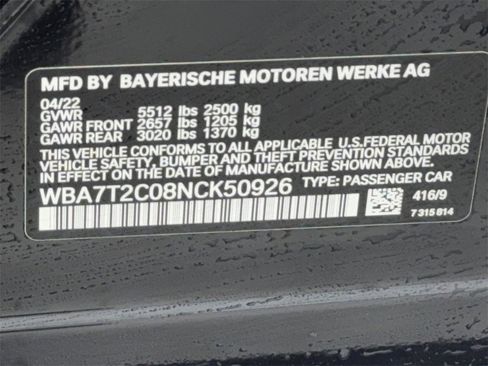 MFD BY BAYERISCHE MOTOREN WERKE AG
04/22
GVWR 5512 lbs 2500 kg
GAWR FRONT 2657 lbs 1205 kg
GAWR REAR 3020 lbs 1370 kg
THIS VEHICLE CONFORMS TO ALL APPLICABLE U.S.FEDERAL MOTOR
VEHICLE SAFETY, BUMPER AND THEFT PREVENTION STANDARDS
IN EFFECT ON THE DATE OF MANUFACTURE SHOWN ABOVE.
WBA7T2C08NCK50926 TYPE: PASSENGER CAR
416/9
7 315 814